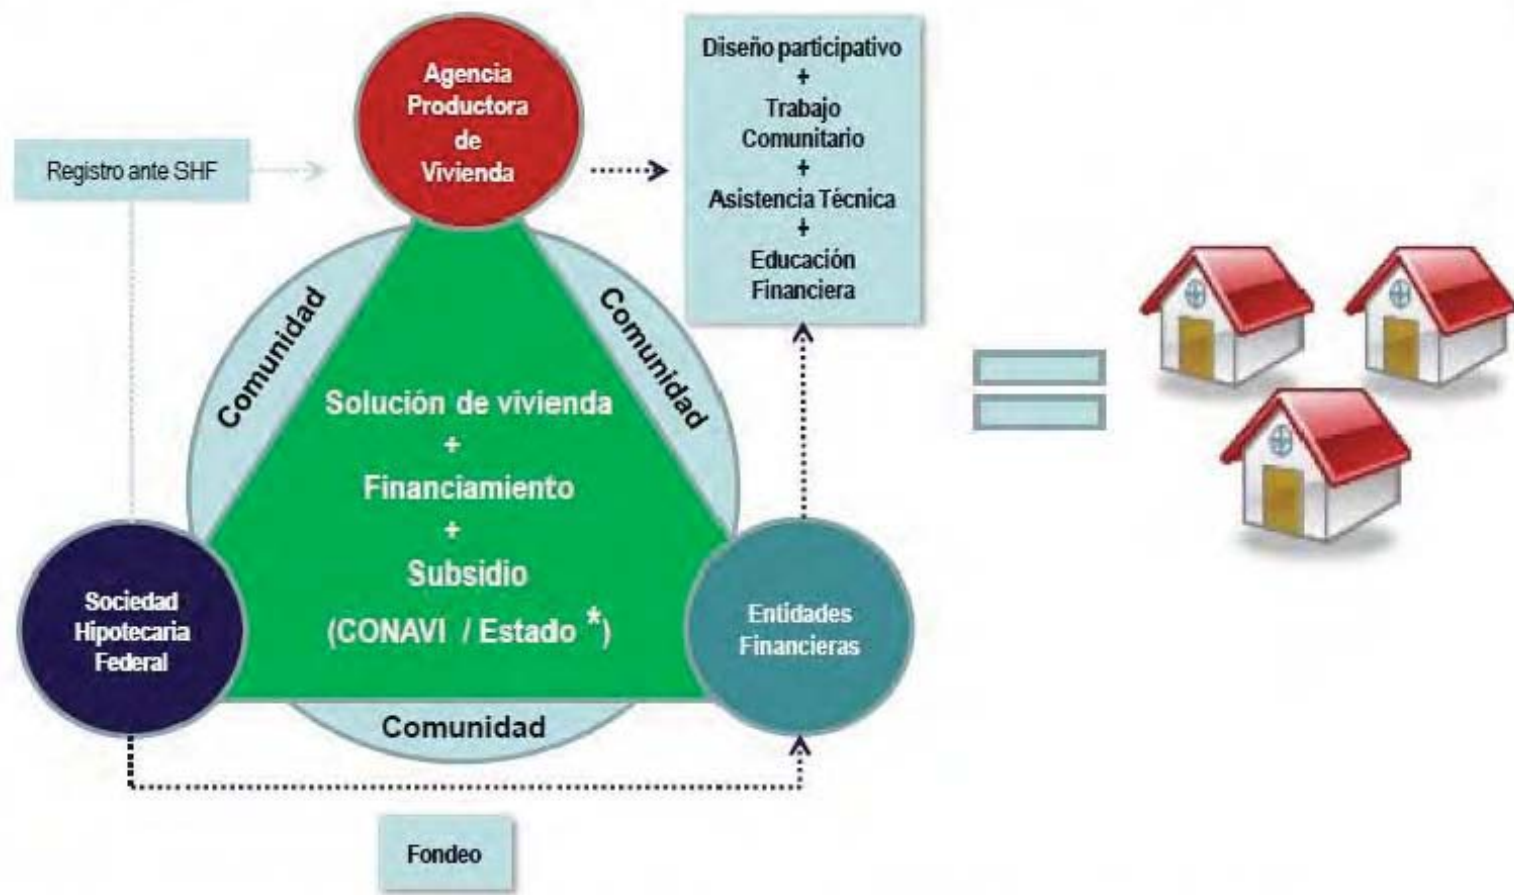 Agencia
Productora
de
Vivienda
Diseño participativo
+
Trabajo
Comunitario
+
Asistencia Técnica
+
Educación
Financiera
Registro ante SHF
Comunidad
Comunidad
Solución de vivienda
+
Financiamiento
+
Subsidio
(CONAVI / Estado *)
Sociedad
Hipotecaria
Federal
Entidades
Financieras
Comunidad
Fondeo